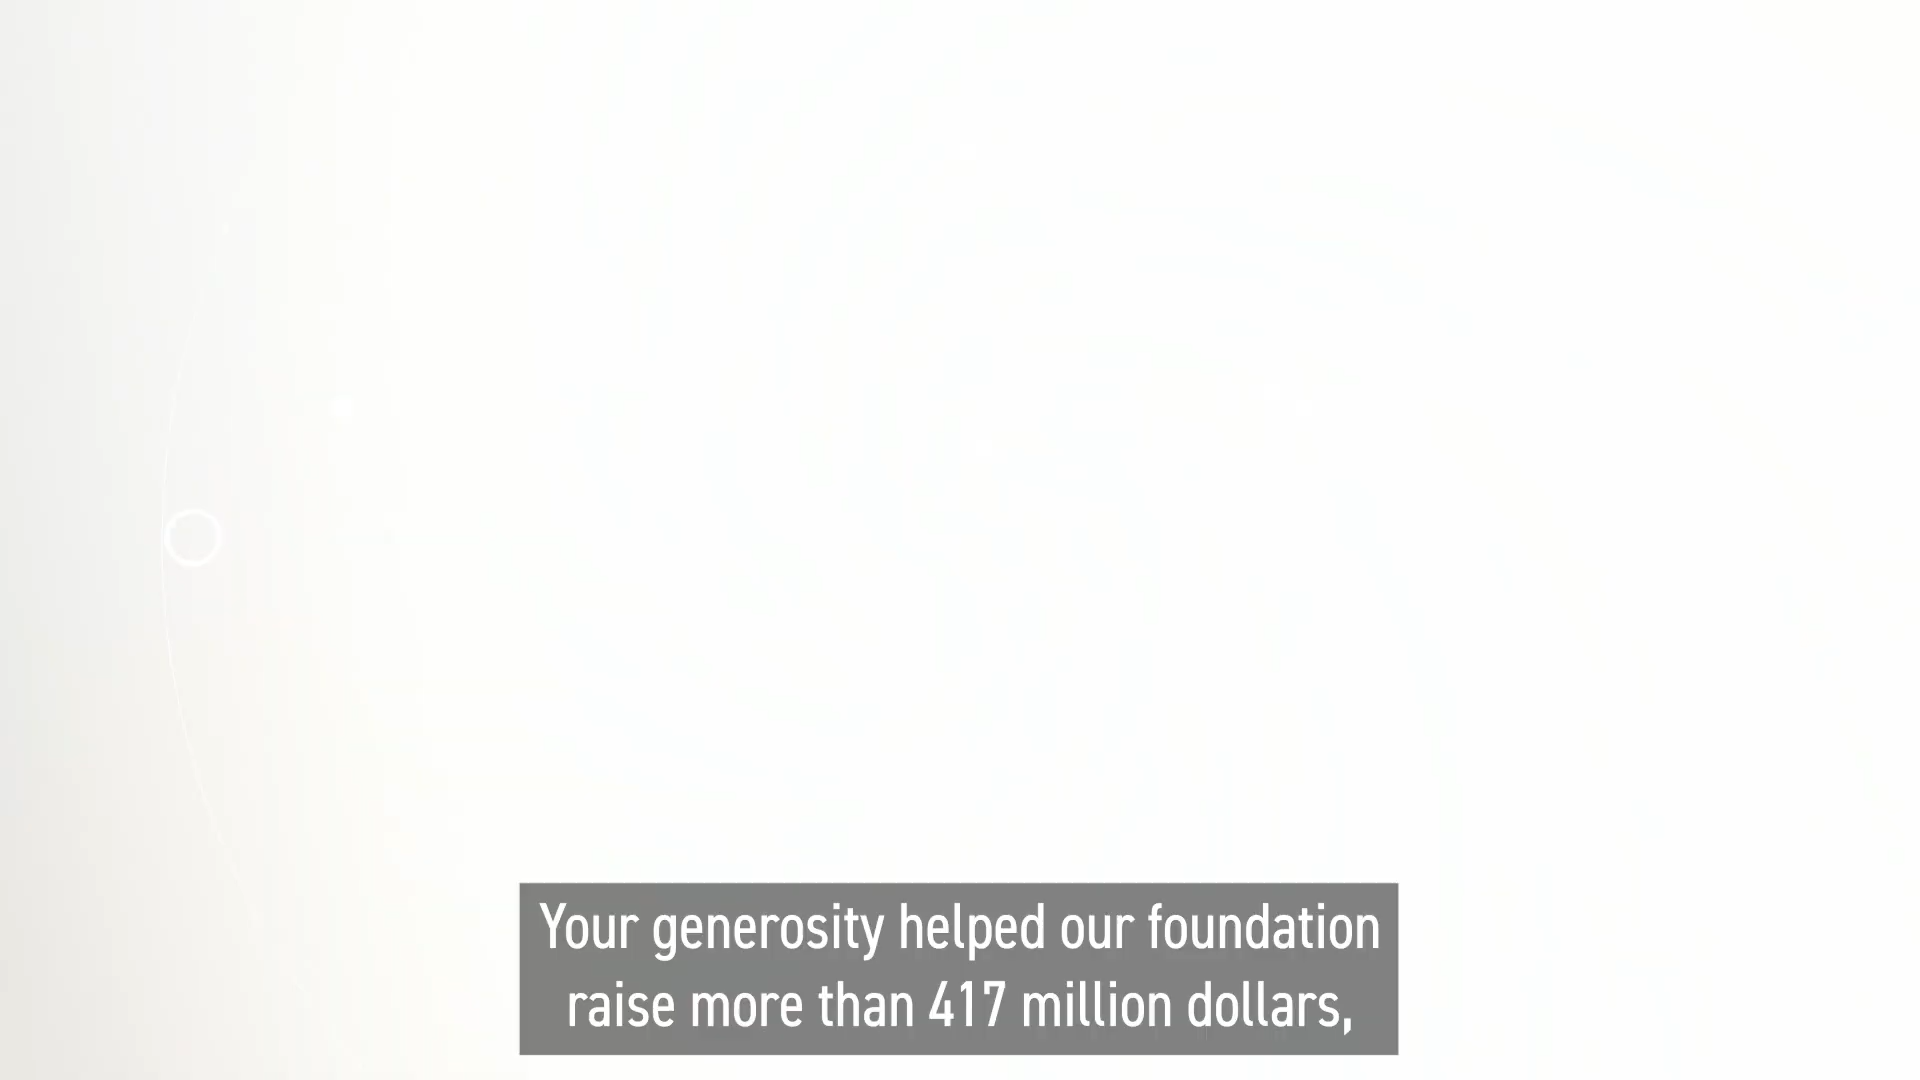 Your generosity helped our foundation
raise more than 417 million dollars,